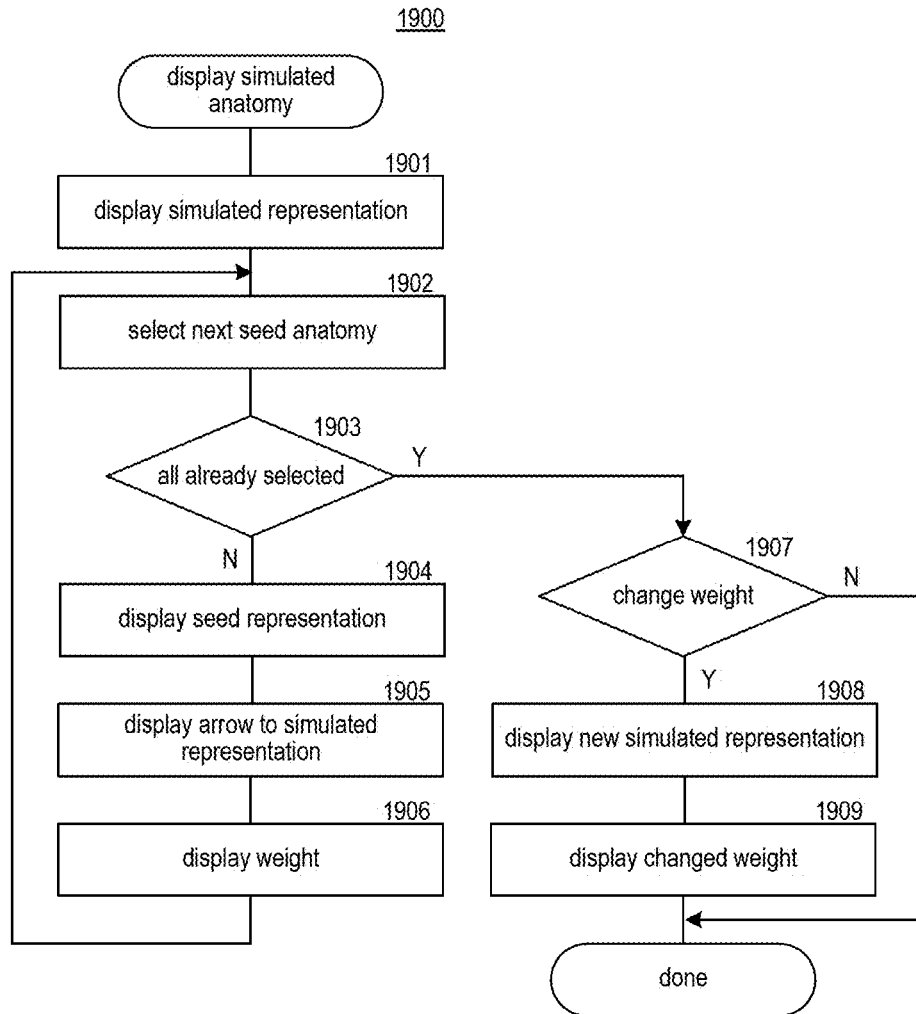 1900
display simulated
anatomy
1901
display simulated representation
1902
select next seed anatomy
1903
all already selected
Y
N
1904
display seed representation
1905
display arrow to simulated
representation
1906
display weight
1907
change weight
N
Y
1908
display new simulated representation
1909
display changed weight
done